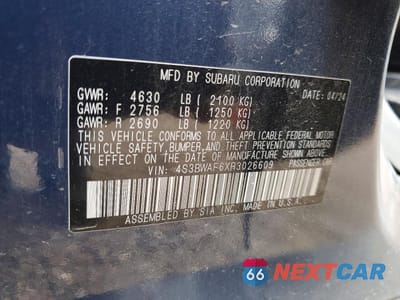 MFD BY SUBARU CORPORATION DATE: 04/24
GVWR: 4630 LB ( 2100 KG)
GAWR: F 2756 LB ( 1250 KG)
GAWR: R 2690 LB ( 1220 KG)
THIS VEHICLE CONFORMS TO ALL APPLICABLE FEDERAL MOTOR
VEHICLE SAFETY, BUMPER, AND THEFT PREVENTION STANDARDS
IN EFFECT ON THE DATE OF MANUFACTURE SHOWN ABOVE.
VIN: 4S3BWAF6XR3026609 PASSENGER CAR
ASSEMBLED BY SIA INC. MADE IN U.S.A.
66 NEXTCAR